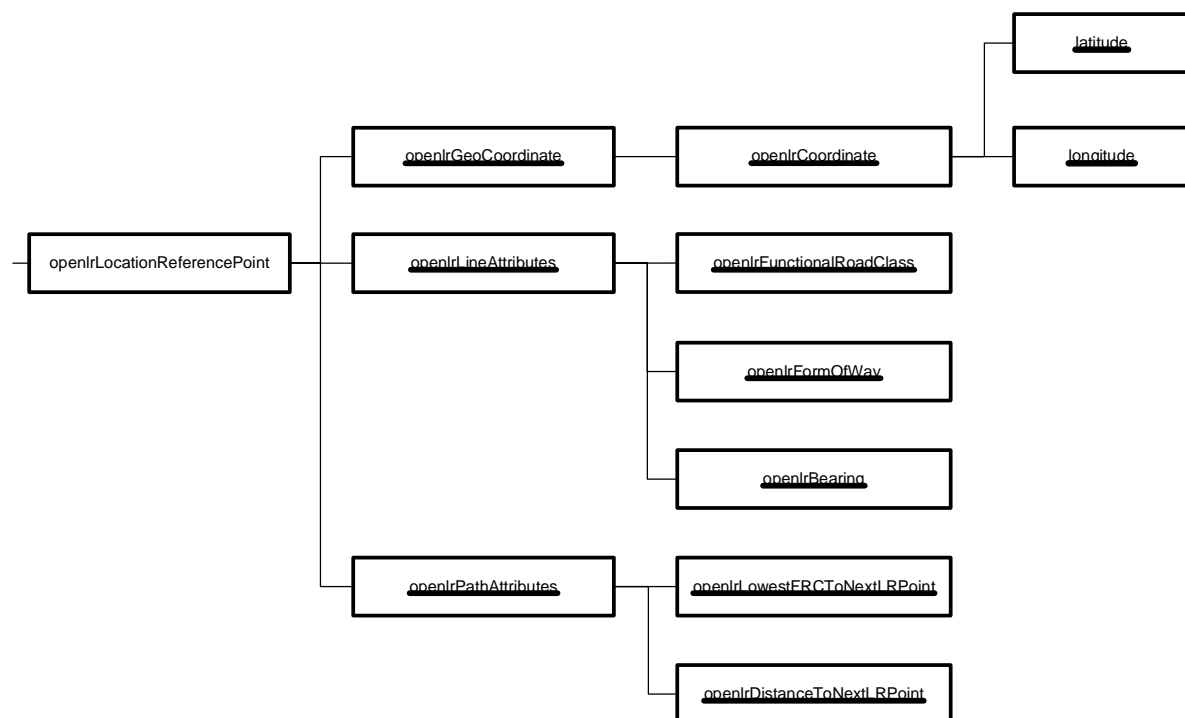 latitude
openlrGeoCoordinate
openlrCoordinate
longitude
openlrLocationReferencePoint
openlrLineAttributes
openlrFunctionalRoadClass
openlrFormOfWay
openlrBearing
openlrPathAttributes
openlrLowestFRCToNextLRPoint
openlrDistanceToNextLRPoint